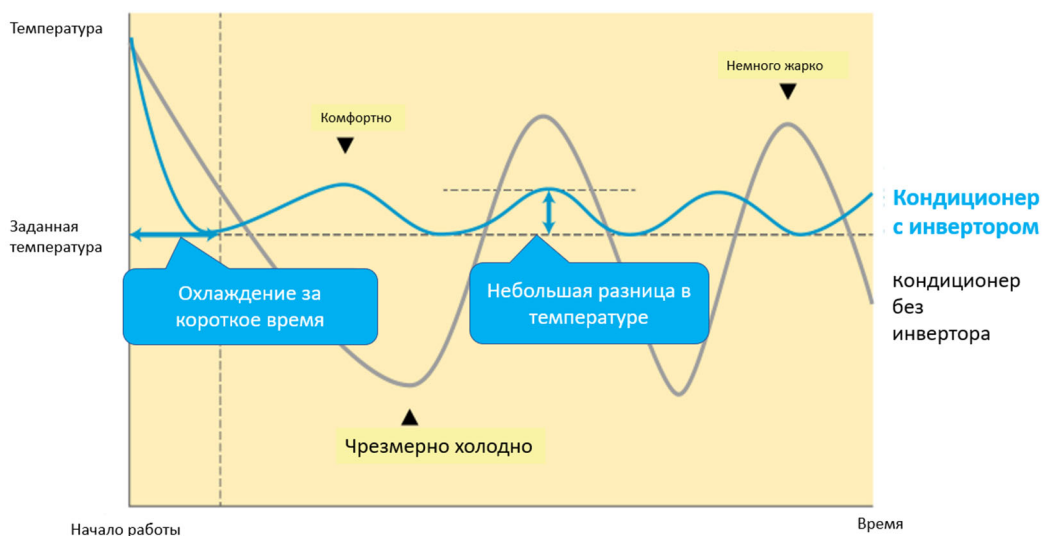 Температура
Немного жарко
Комфортно
Кондиционер
с инвертором
Заданная
температура
Охлаждение за
короткое время
Небольшая разница в
температуре
кондиционер
без
инвертора
Чрезмерно холодно
Начало работы
Время